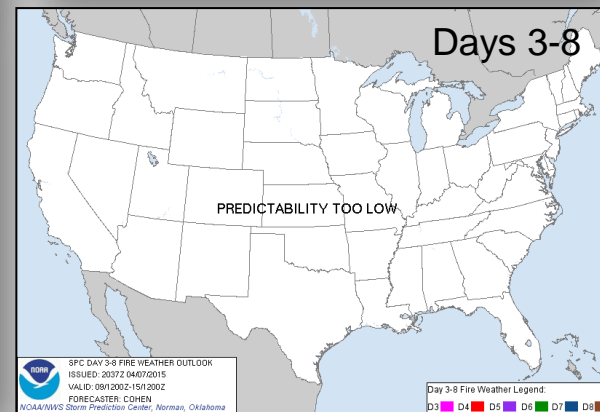 Days 3-8
PREDICTABILITY TOO LOW
NOAA
SPC DAY 3-8 FIRE WEATHER OUTLOOK
ISSUED: 2037Z 04/07/2015
VALID: 09/1200Z-15/1200Z
FORECASTER: COHEN
NOAA/NWS Storm Prediction Center, Norman, Oklahoma
Day 3-8 Fire Weather Legend:
D3 D4 D5 D6 D7 D8